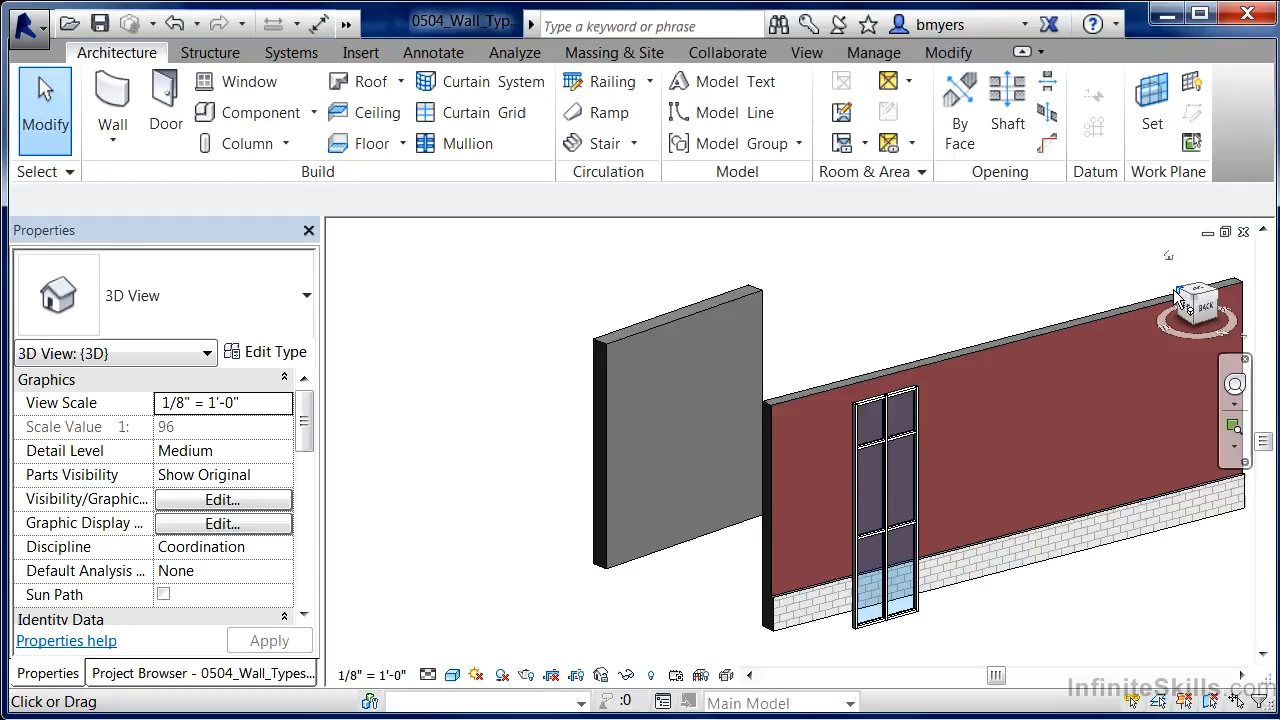 0504_Wall_Typ...
Type a keyword or phrase
bmyers
Architecture Structure Systems Insert Annotate Analyze Massing & Site Collaborate View Manage Modify
Modify
Wall
Door
Window
Component
Column
Roof
Ceiling
Floor
Curtain System
Curtain Grid
Mullion
Railing
Ramp
Stair
Model Text
Model Line
Model Group
By Face
Shaft
Set
Select Build Circulation Model Room & Area Opening Datum Work Plane
Properties
3D View
3D View: {3D} Edit Type
Graphics
View Scale 1/8" = 1'-0"
Scale Value 1: 96
Detail Level Medium
Parts Visibility Show Original
Visibility/Graphic... Edit...
Graphic Display ... Edit...
Discipline Coordination
Default Analysis ... None
Sun Path
Identity Data
Properties help Apply
Properties Project Browser - 0504_Wall_Types...
BACK
1/8" = 1'-0"
InfiniteSkills.com
Click or Drag :0 Main Model